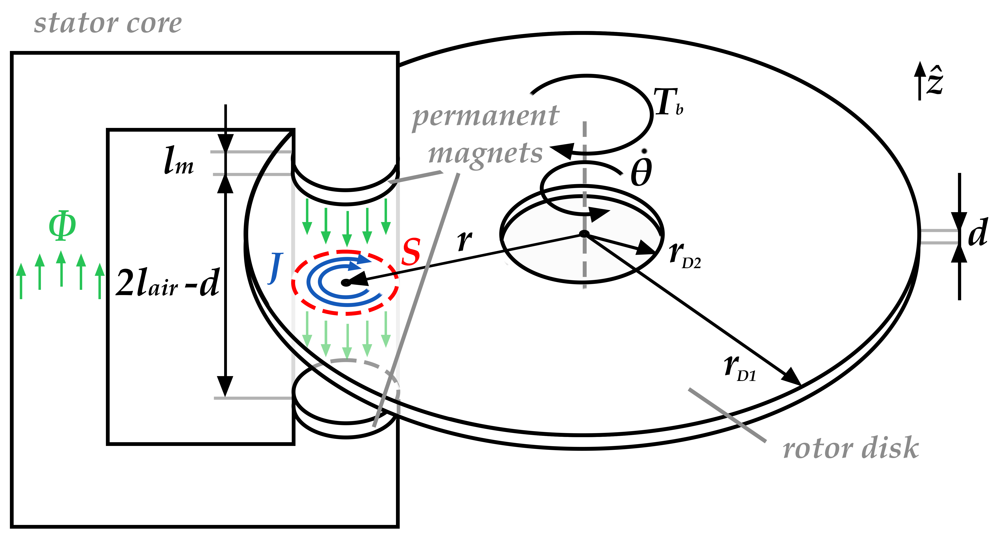 stator core
ẑ
T_b
permanent
magnets
l_m
θ̇
Φ
d
r
S
J
r_D2
2l_air -d
r_D1
rotor disk